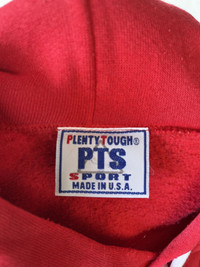 PLENTY TOUGH®
PTS
SPORT
MADE IN U.S.A.